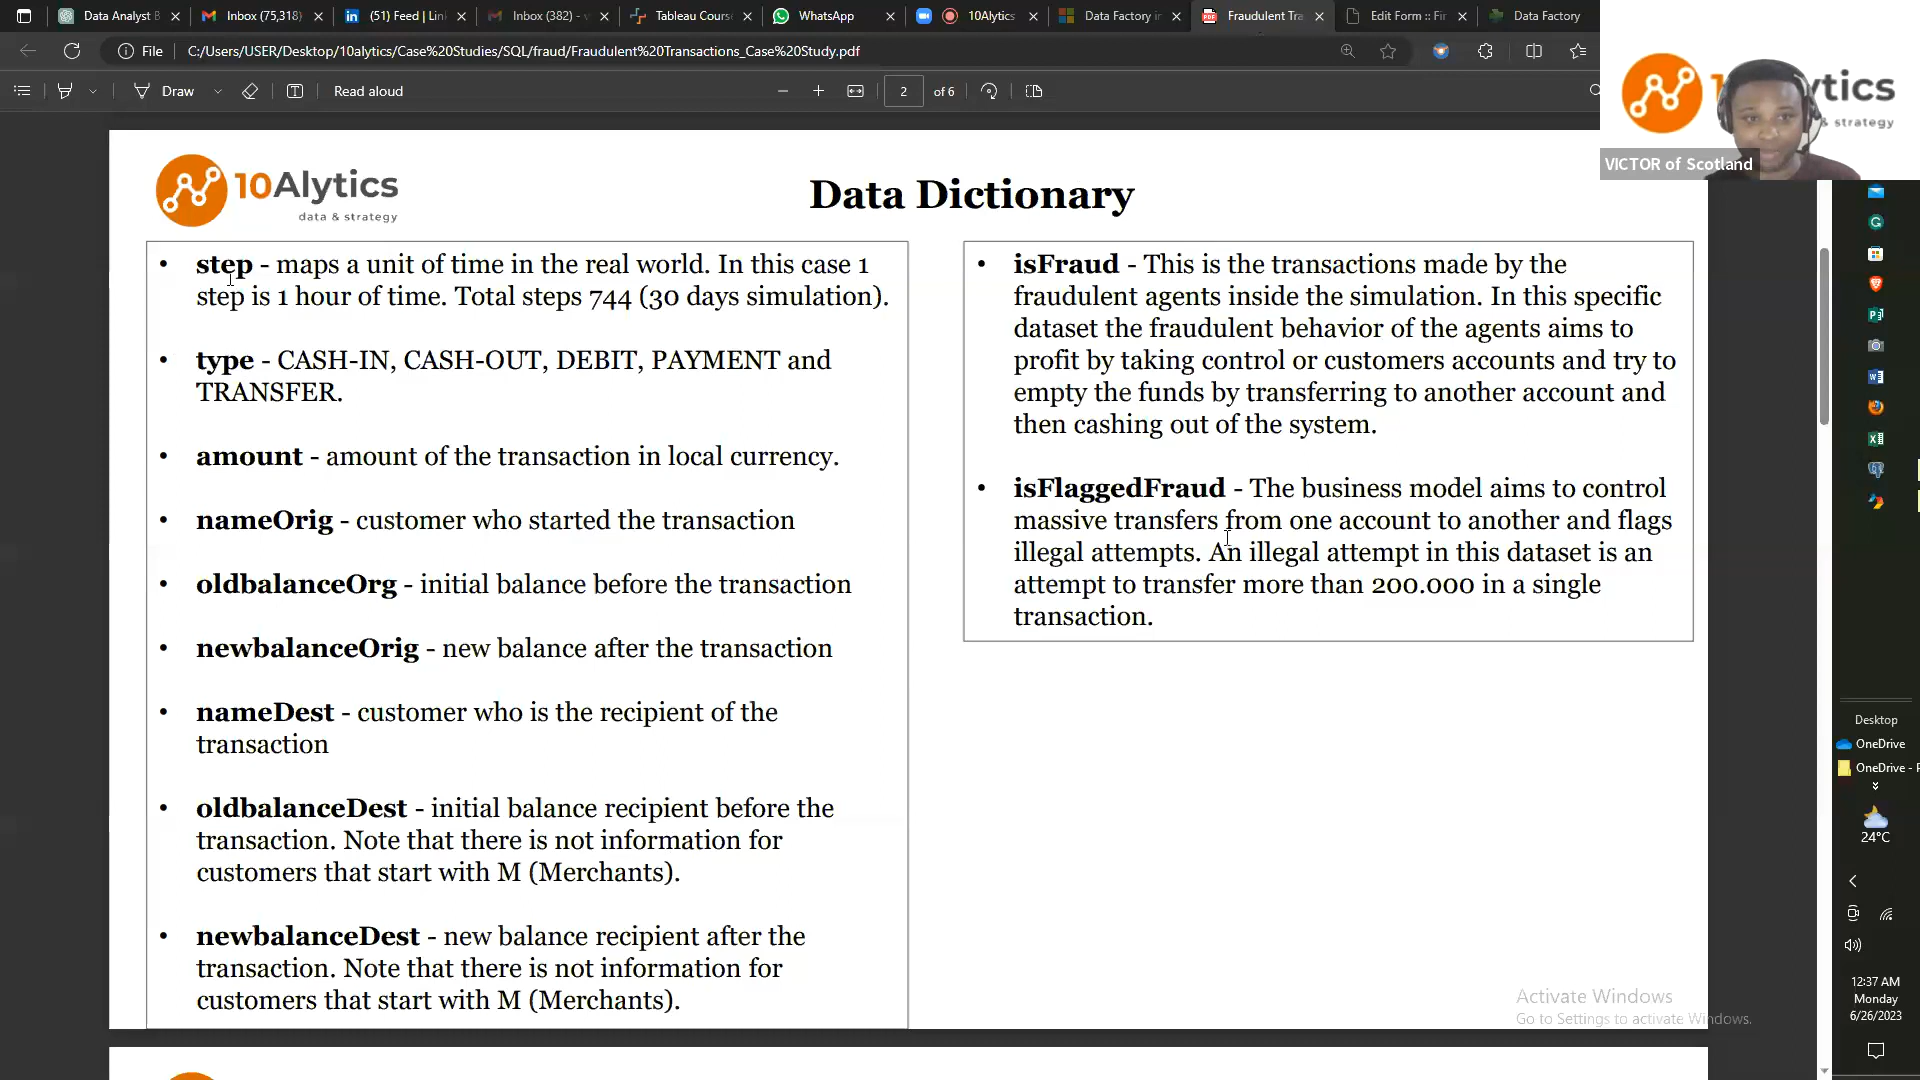 Data Analyst B
Inbox (75,318)
(51) Feed | Lin
Inbox (382) - v
Tableau Cours
WhatsApp
10Alytics
Data Factory in
Fraudulent Tra
Edit Form :: Fir
Data Factory
File
C:/Users/USER/Desktop/10alytics/Case%20Studies/SQL/fraud/Fraudulent%20Transactions_Case%20Study.pdf
Draw
Read aloud
2
of 6
ytics
& strategy
VICTOR of Scotland
10Alytics
data & strategy
Data Dictionary
• step - maps a unit of time in the real world. In this case 1
step is 1 hour of time. Total steps 744 (30 days simulation).
• type - CASH-IN, CASH-OUT, DEBIT, PAYMENT and
TRANSFER.
• amount - amount of the transaction in local currency.
• nameOrig - customer who started the transaction
• oldbalanceOrg - initial balance before the transaction
• newbalanceOrig - new balance after the transaction
• nameDest - customer who is the recipient of the
transaction
• oldbalanceDest - initial balance recipient before the
transaction. Note that there is not information for
customers that start with M (Merchants).
• newbalanceDest - new balance recipient after the
transaction. Note that there is not information for
customers that start with M (Merchants).
• isFraud - This is the transactions made by the
fraudulent agents inside the simulation. In this specific
dataset the fraudulent behavior of the agents aims to
profit by taking control or customers accounts and try to
empty the funds by transferring to another account and
then cashing out of the system.
• isFlaggedFraud - The business model aims to control
massive transfers from one account to another and flags
illegal attempts. An illegal attempt in this dataset is an
attempt to transfer more than 200.000 in a single
transaction.
Activate Windows
Go to Settings to activate Windows.
Desktop
OneDrive
OneDrive - P
24°C
12:37 AM
Monday
6/26/2023